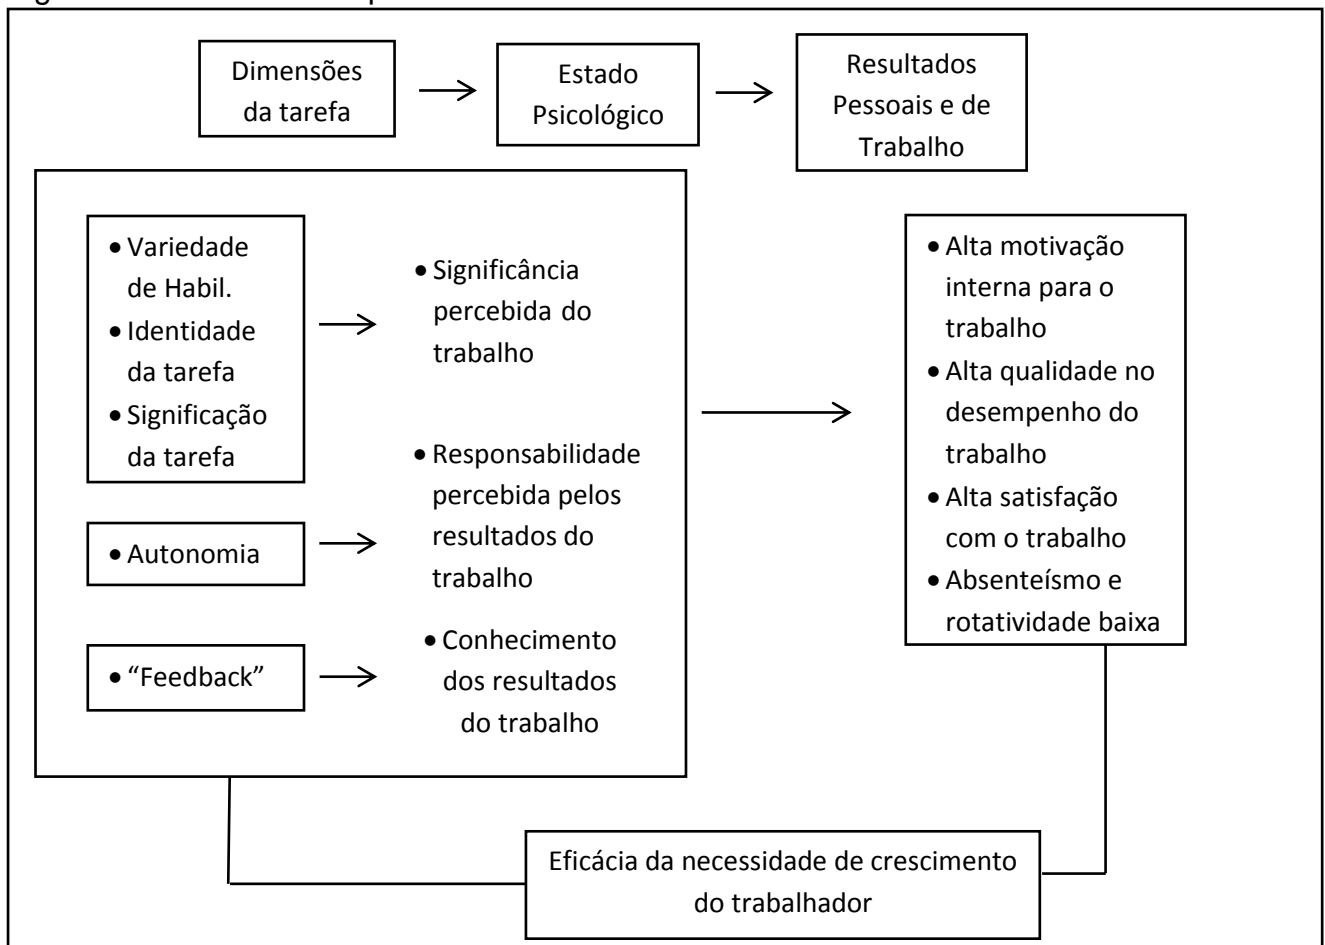 Dimensões
da tarefa
Estado
Psicológico
Resultados
Pessoais e de
Trabalho
• Variedade
de Habil.
• Identidade
da tarefa
• Significação
da tarefa
• Significância
percebida do
trabalho
• Autonomia
• Responsabilidade
percebida pelos
resultados do
trabalho
• “Feedback”
• Conhecimento
dos resultados
do trabalho
• Alta motivação
interna para o
trabalho
• Alta qualidade no
desempenho do
trabalho
• Alta satisfação
com o trabalho
• Absenteísmo e
rotatividade baixa
Eficácia da necessidade de crescimento
do trabalhador